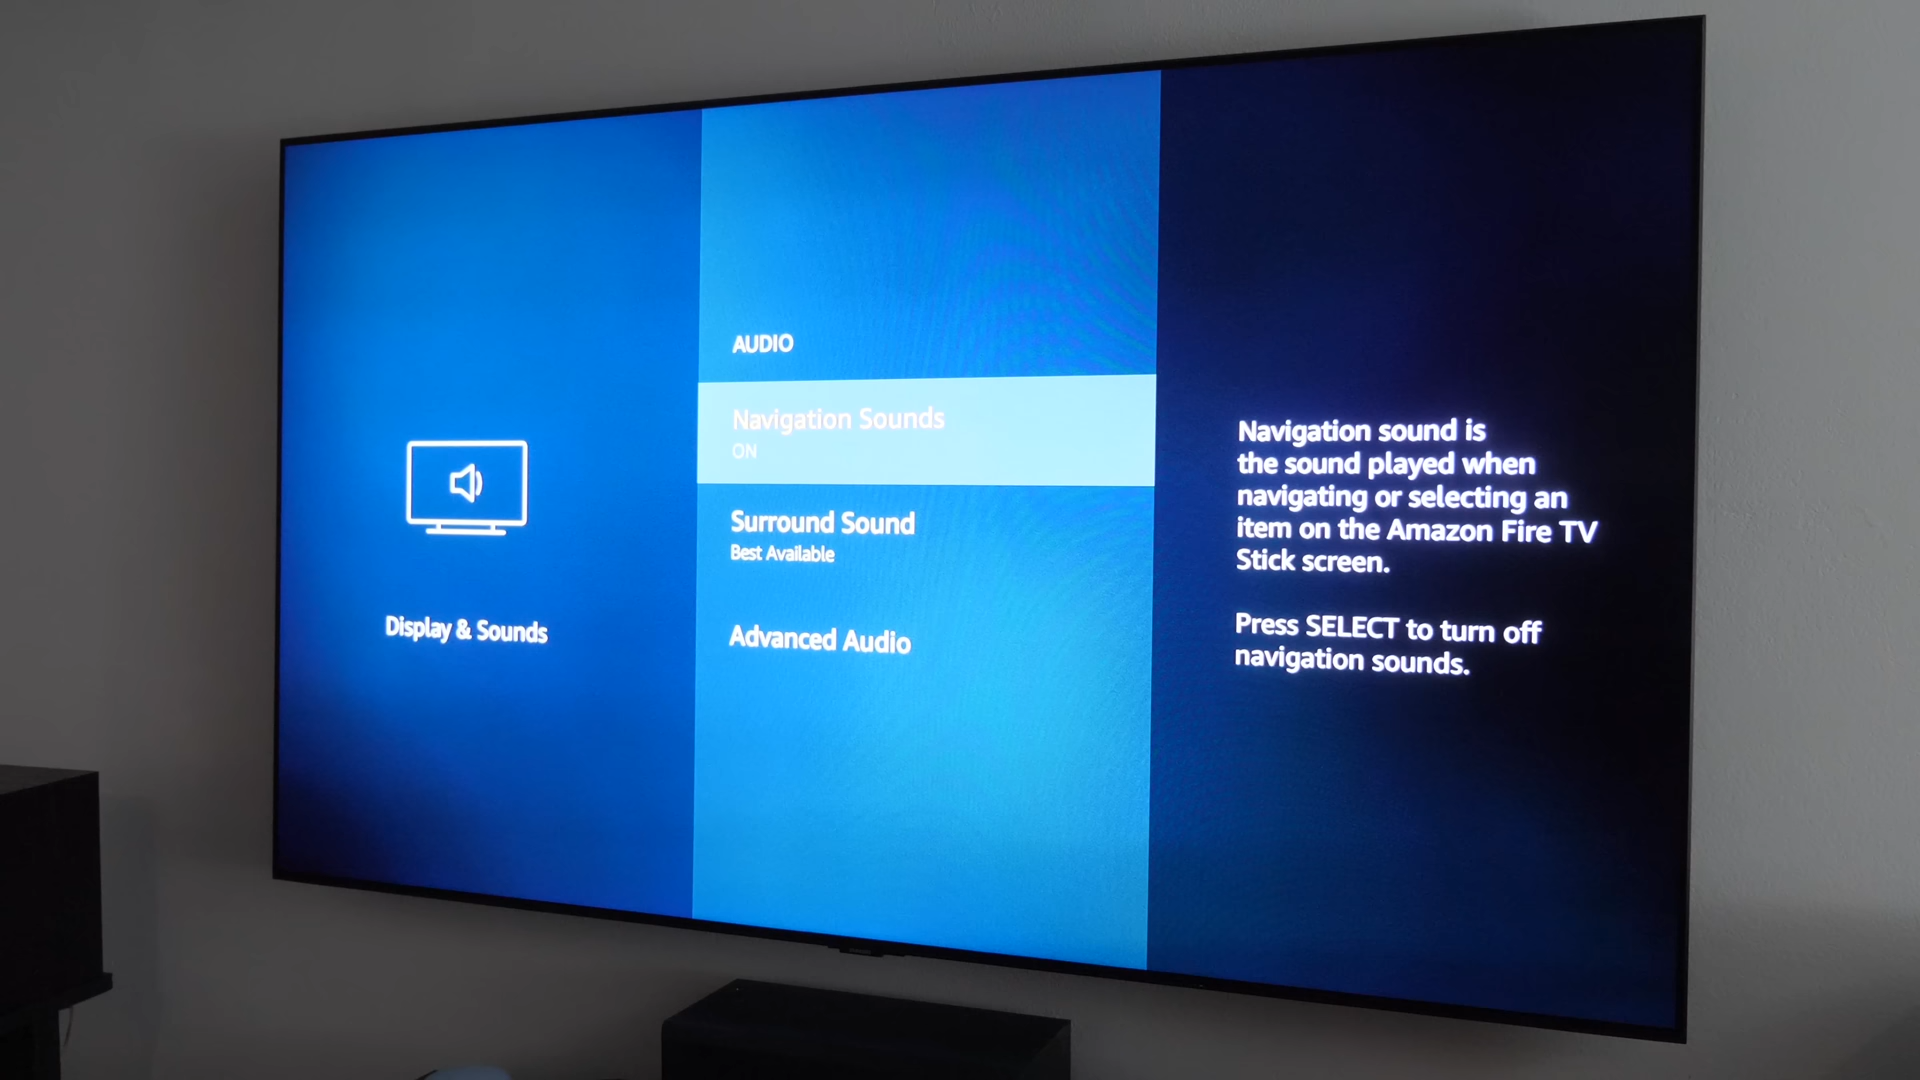 Display & Sounds
AUDIO
Navigation Sounds
ON
Surround Sound
Best Available
Advanced Audio
Navigation sound is
the sound played when
navigating or selecting an
item on the Amazon Fire TV
Stick screen.
Press SELECT to turn off
navigation sounds.